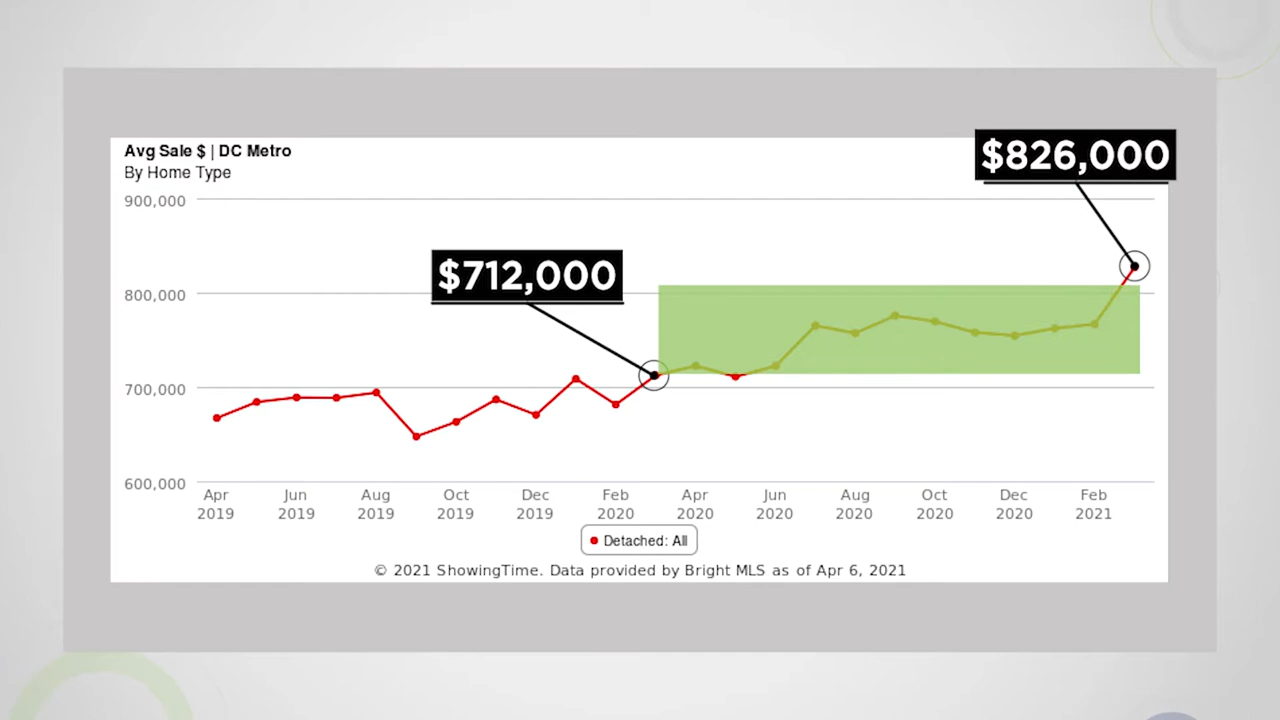 Avg Sale $ | DC Metro
By Home Type
$826,000
900,000
$712,000
800,000
700,000
600,000
Apr Jun Aug Oct Dec Feb Apr Jun Aug Oct Dec Feb
2019 2019 2019 2019 2019 2020 2020 2020 2020 2020 2020 2021
Detached: All
© 2021 ShowingTime. Data provided by Bright MLS as of Apr 6, 2021